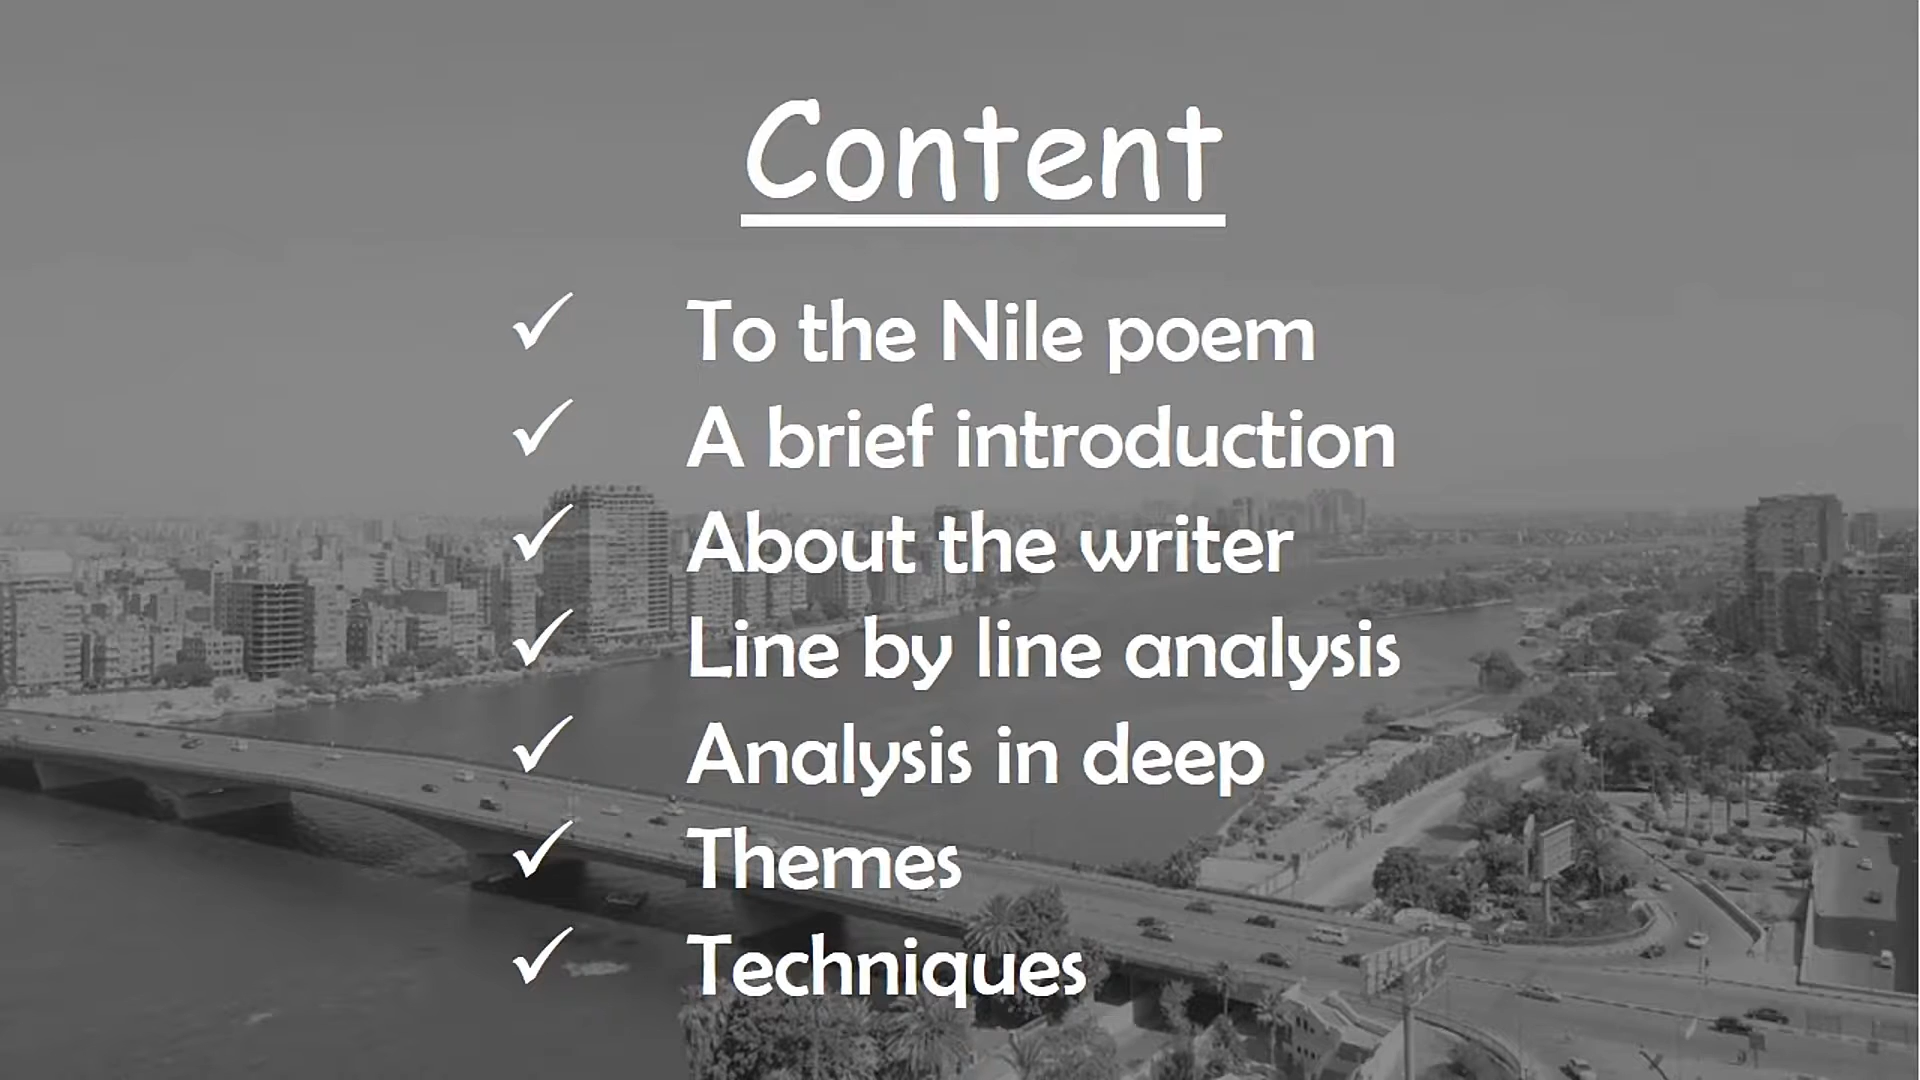 Content
✓ To the Nile poem
✓ A brief introduction
✓ About the writer
✓ Line by line analysis
✓ Analysis in deep
✓ Themes
✓ Techniques